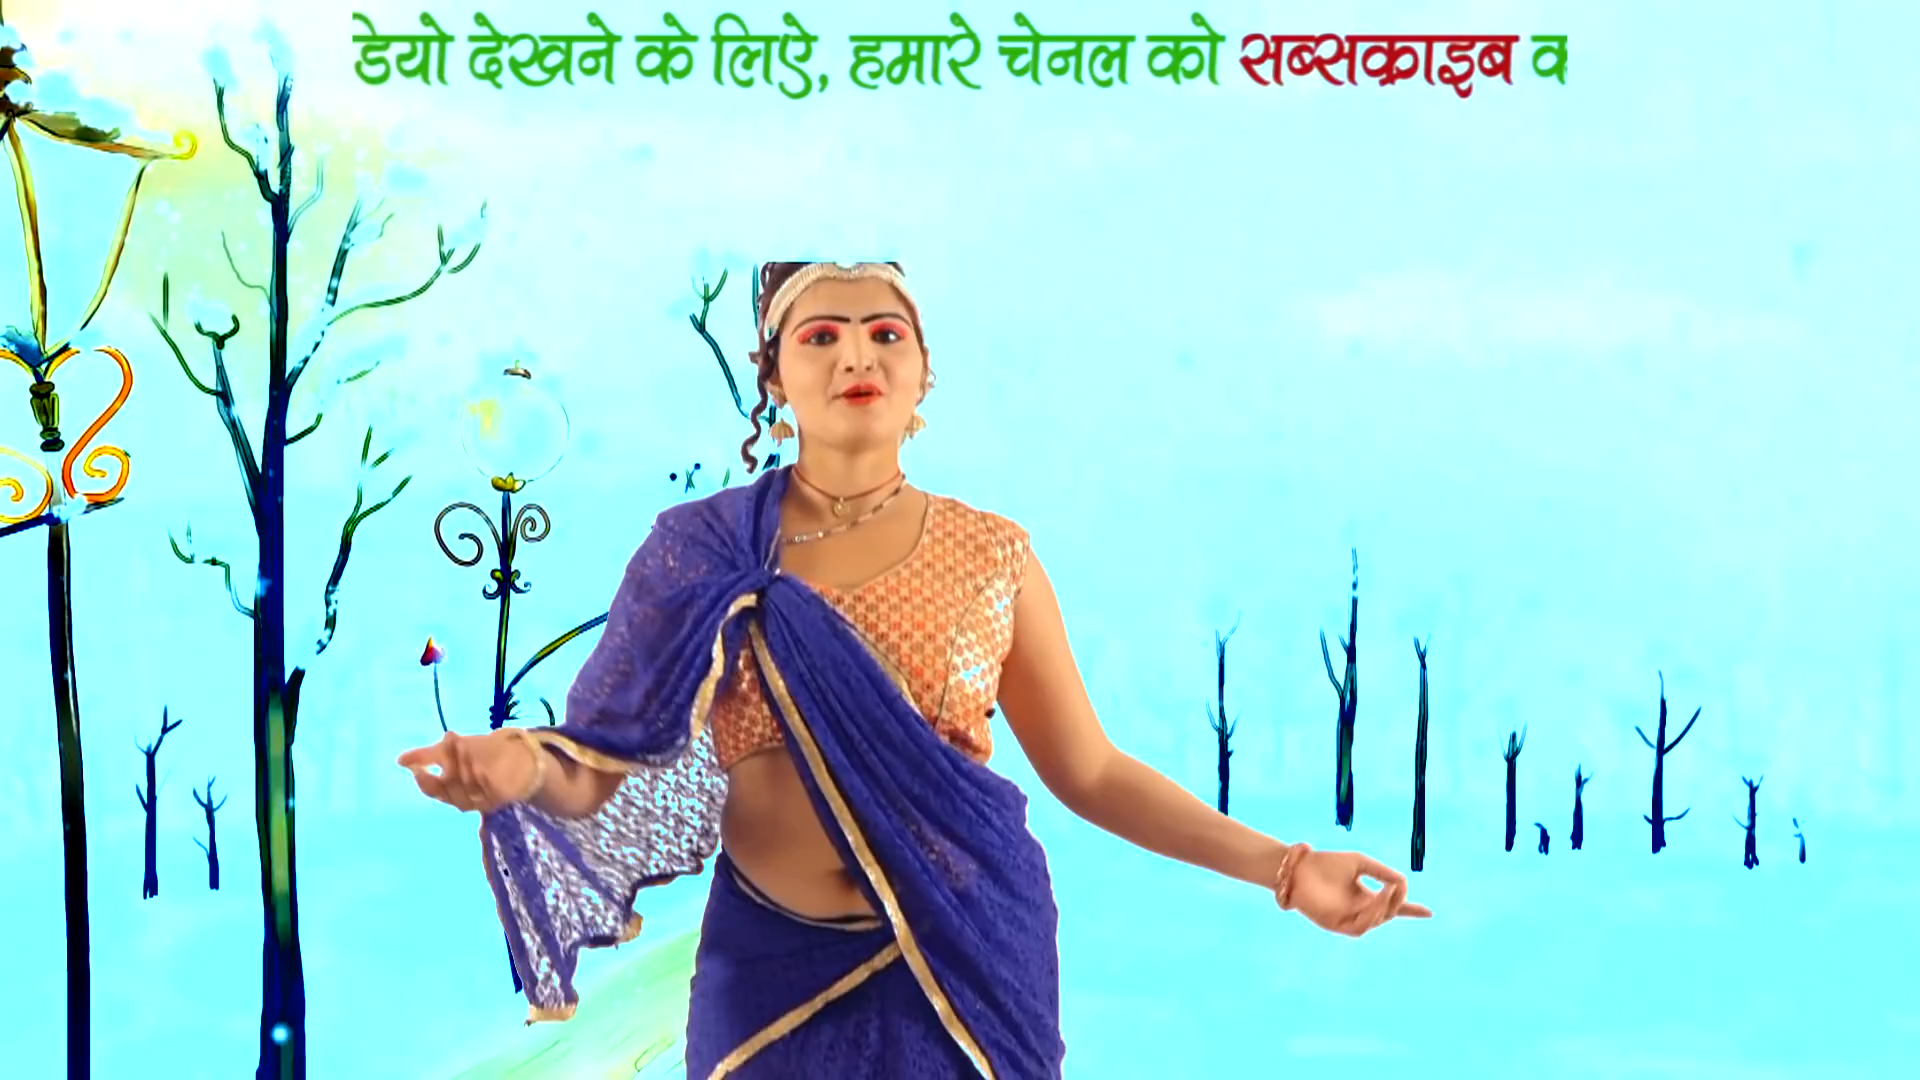 डेयो देखने के लिऐ, हमारे चेनल को सब्सक्राइब